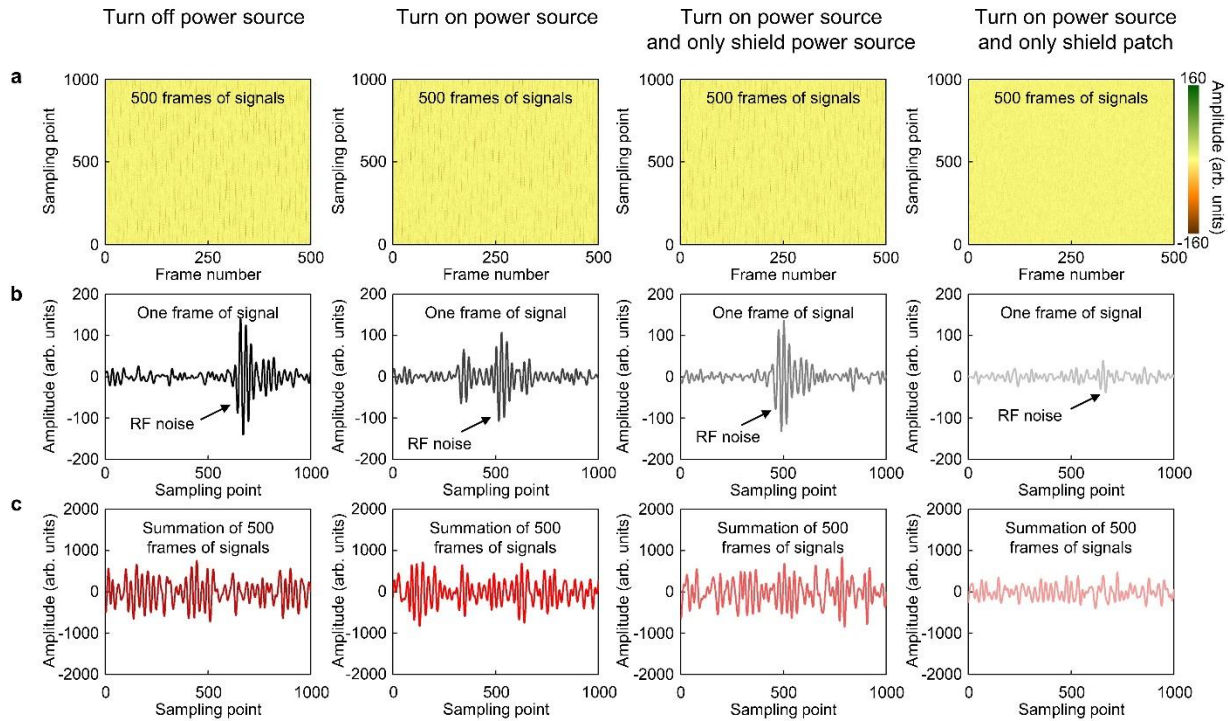 Turn off power source
Turn on power source
Turn on power source
and only shield power source
Turn on power source
and only shield patch
a
1000
500
0
Sampling point
500 frames of signals
0
250
500
Frame number
1000
500
0
Sampling point
500 frames of signals
0
250
500
Frame number
1000
500
0
Sampling point
500 frames of signals
0
250
500
Frame number
1000
500
0
Sampling point
500 frames of signals
0
250
500
Frame number
160
-160
Amplitude (arb. units)
b
200
100
0
-100
-200
Amplitude (arb. units)
One frame of signal
RF noise
0
500
1000
Sampling point
200
100
0
-100
-200
Amplitude (arb. units)
One frame of signal
RF noise
0
500
1000
Sampling point
200
100
0
-100
-200
Amplitude (arb. units)
One frame of signal
RF noise
0
500
1000
Sampling point
200
100
0
-100
-200
Amplitude (arb. units)
One frame of signal
RF noise
0
500
1000
Sampling point
c
2000
1000
0
-1000
-2000
Amplitude (arb. units)
Summation of 500
frames of signals
0
500
1000
Sampling point
2000
1000
0
-1000
-2000
Amplitude (arb. units)
Summation of 500
frames of signals
0
500
1000
Sampling point
2000
1000
0
-1000
-2000
Amplitude (arb. units)
Summation of 500
frames of signals
0
500
1000
Sampling point
2000
1000
0
-1000
-2000
Amplitude (arb. units)
Summation of 500
frames of signals
0
500
1000
Sampling point